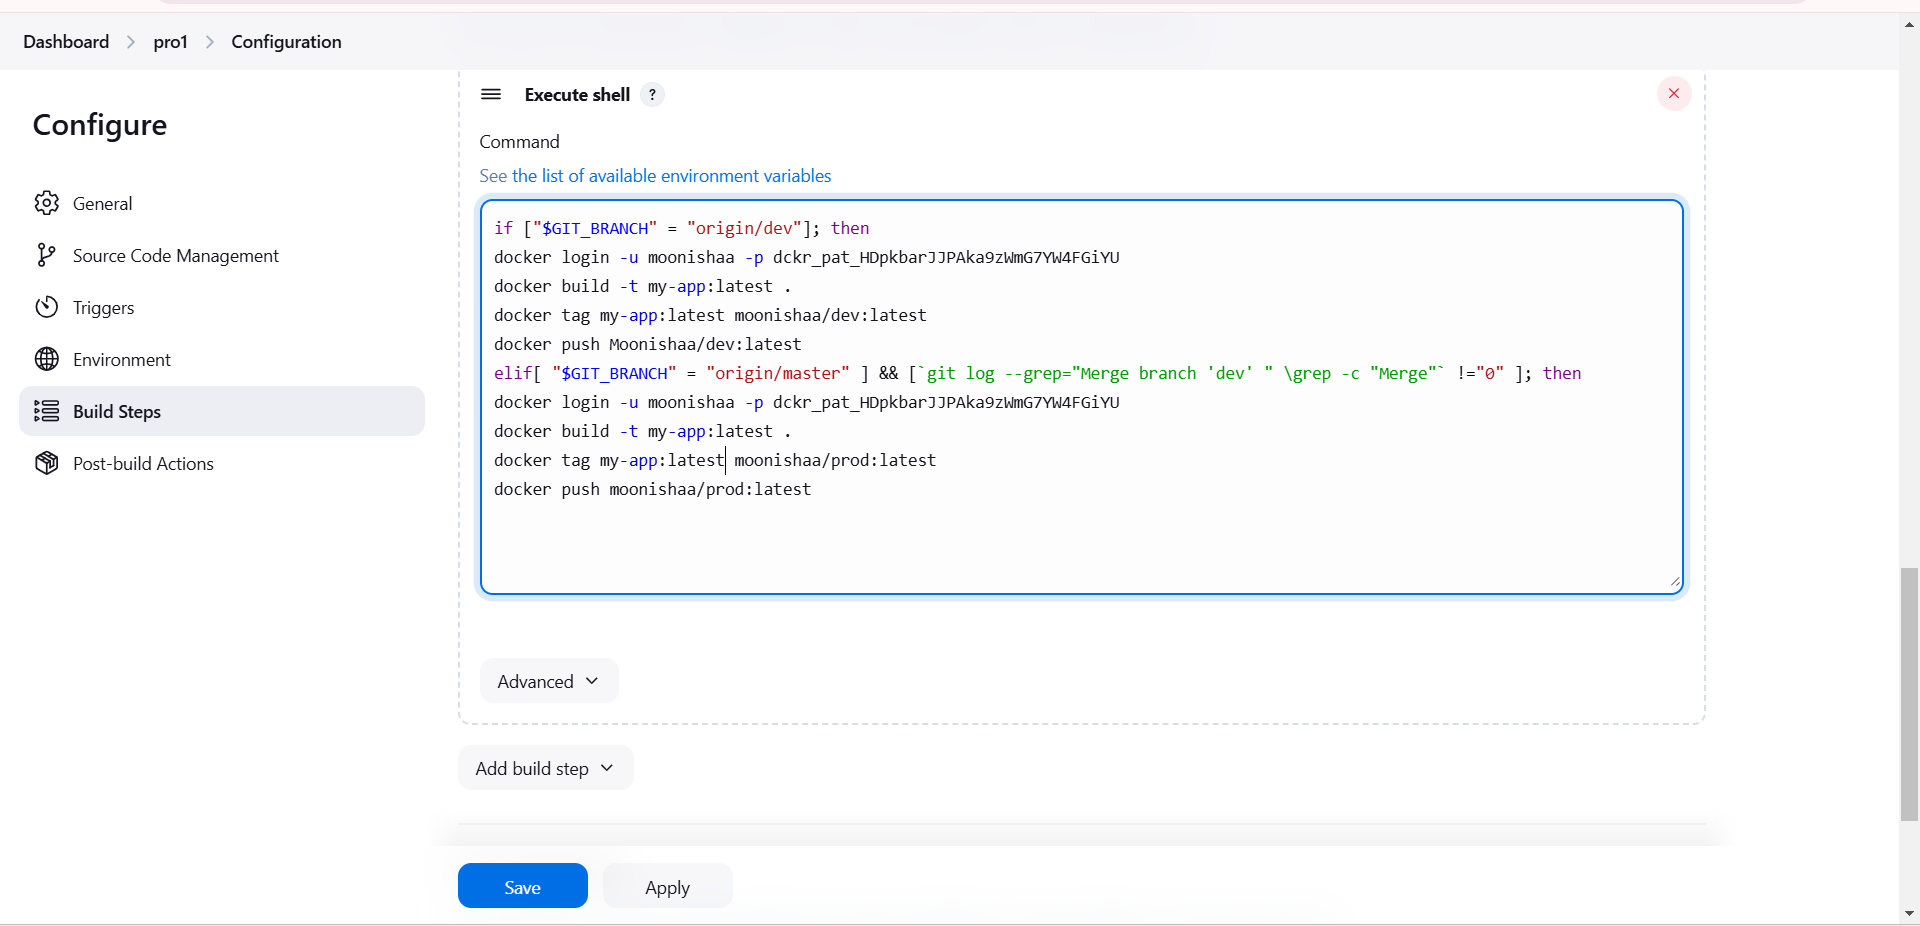 Dashboard > pro1 > Configuration
Configure
General
Source Code Management
Triggers
Environment
Build Steps
Post-build Actions
Execute shell ?
Command
See the list of available environment variables
if ["$GIT_BRANCH" = "origin/dev"]; then
docker login -u moonishaa -p dckr_pat_HDpkbarJJPAka9zWmG7YW4FGiYU
docker build -t my-app:latest .
docker tag my-app:latest moonishaa/dev:latest
docker push Moonishaa/dev:latest
elif[ "$GIT_BRANCH" = "origin/master" ] && [`git log --grep="Merge branch 'dev' " \grep -c "Merge"` !="0" ]; then
docker login -u moonishaa -p dckr_pat_HDpkbarJJPAka9zWmG7YW4FGiYU
docker build -t my-app:latest .
docker tag my-app:latest moonishaa/prod:latest
docker push moonishaa/prod:latest
Advanced
Add build step
Save
Apply